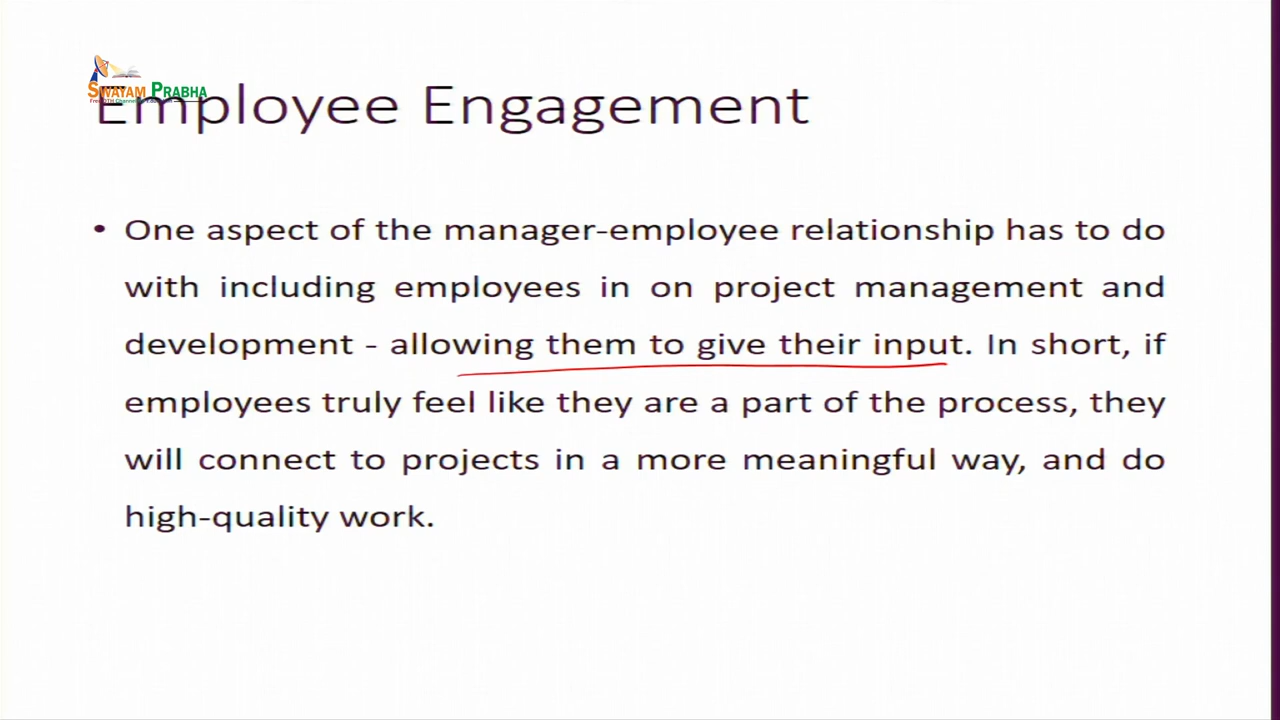 SWAYAM PRABHA
Employee Engagement
• One aspect of the manager-employee relationship has to do
with including employees in on project management and
development - allowing them to give their input. In short, if
employees truly feel like they are a part of the process, they
will connect to projects in a more meaningful way, and do
high-quality work.